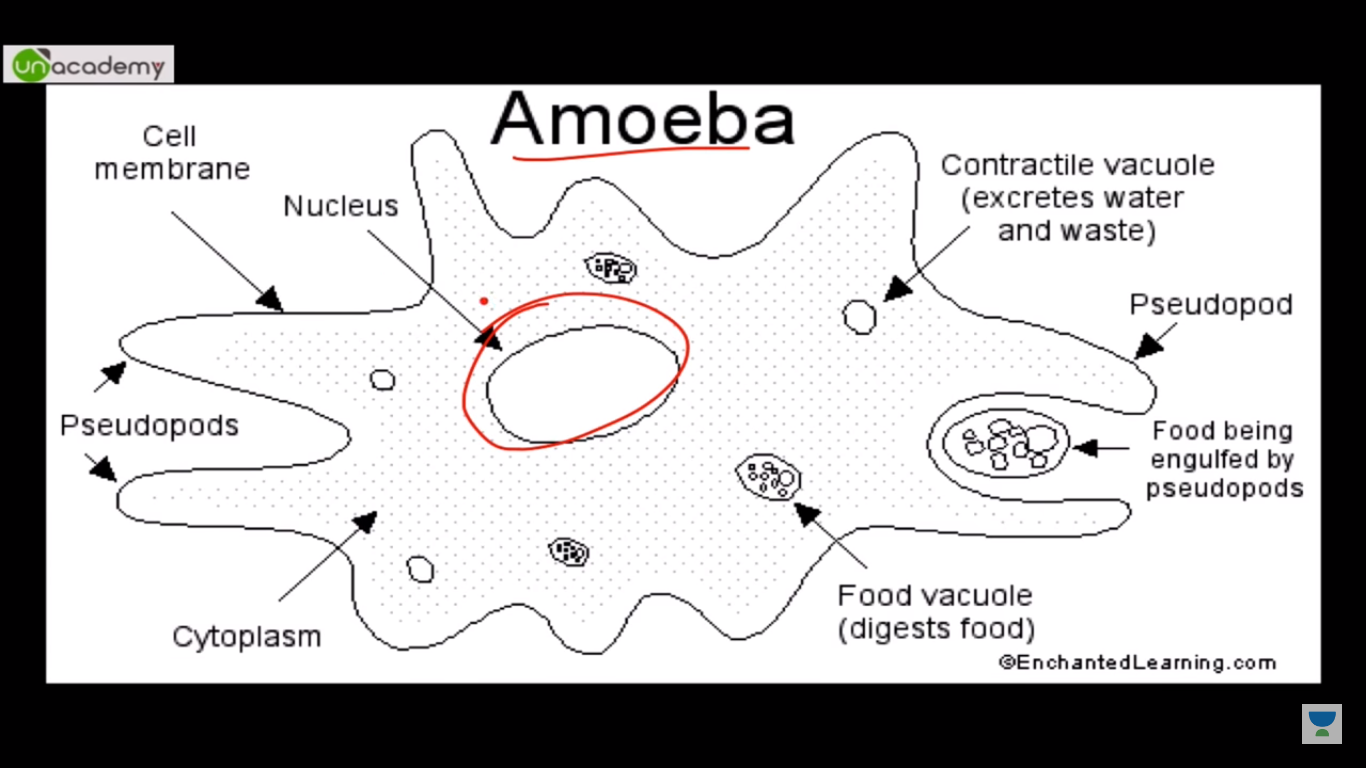 unacademy
Amoeba
Cell
membrane
Nucleus
Contractile vacuole
(excretes water
and waste)
Pseudopod
Pseudopods
Food being
engulfed by
pseudopods
Food vacuole
(digests food)
Cytoplasm
©EnchantedLearning.com